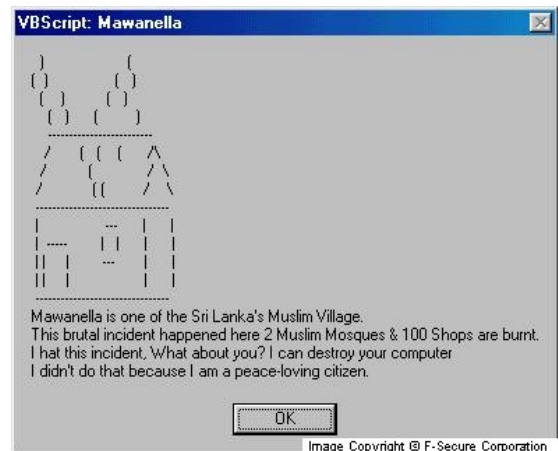 VBScript: Mawanella
)                    (
( )                ( )
(  )          ( )
( )     (        )
-------------------------
/     (  (  (      /\
/          (          / \
/          ((        /   \
--------------------------------
|               ---      |    |
| -----       |  |     |    |
||    |        ---      |    |
||    |                  |    |
--------------------------------
Mawanella is one of the Sri Lanka's Muslim Village.
This brutal incident happened here 2 Muslim Mosques & 100 Shops are burnt.
I hat this incident, What about you? I can destroy your computer
I didn't do that because I am a peace-loving citizen.
OK
Image Copyright © F-Secure Corporation